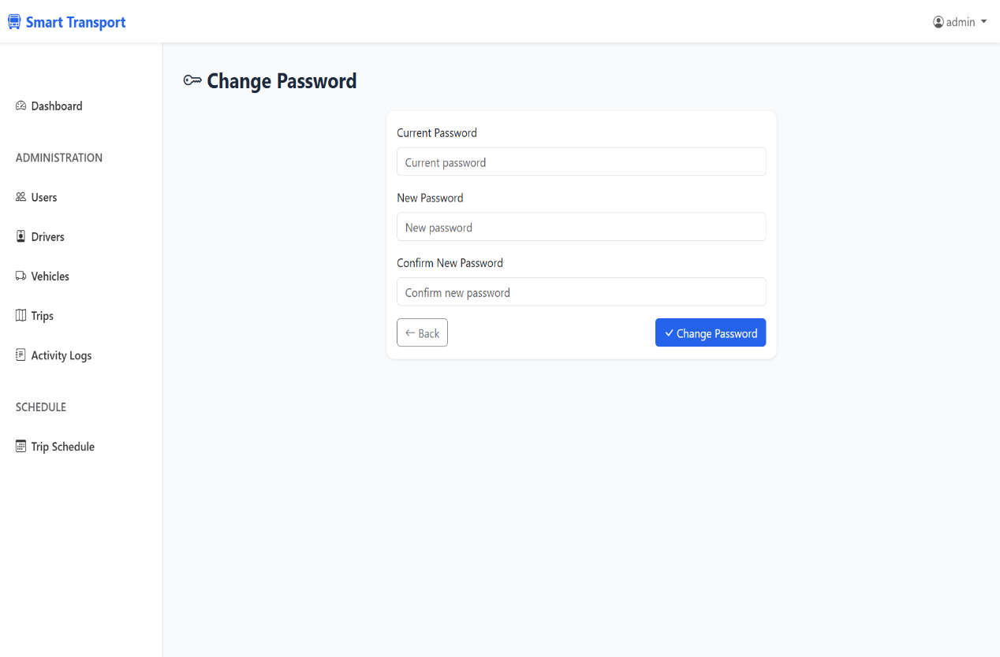 Smart Transport
admin
Dashboard
ADMINISTRATION
Users
Drivers
Vehicles
Trips
Activity Logs
SCHEDULE
Trip Schedule
Change Password
Current Password
Current password
New Password
New password
Confirm New Password
Confirm new password
Back
Change Password